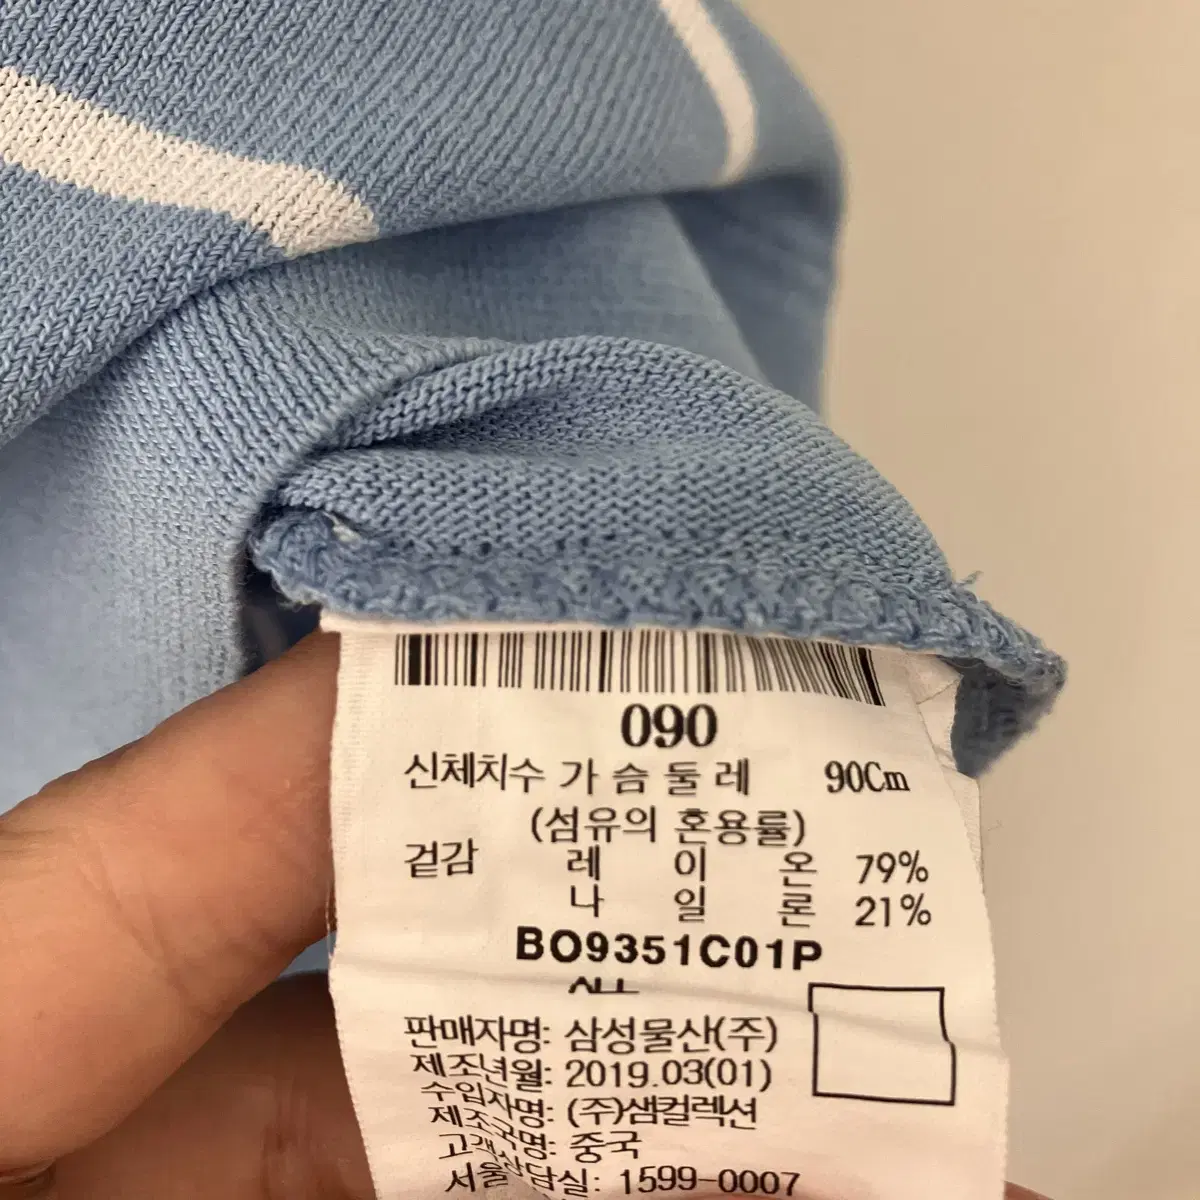 090
신체치수 가 슴 둘 레 90Cm
(섬유의 혼용률)
겉감 레 이 온 79%
나 일 론 21%
BO9351C01P
판매자명: 삼성물산(주)
제조년월: 2019.03(01)
수입자명: (주)샘컬렉션
제조국명: 중국
고객상담실: 1599-0007
서울